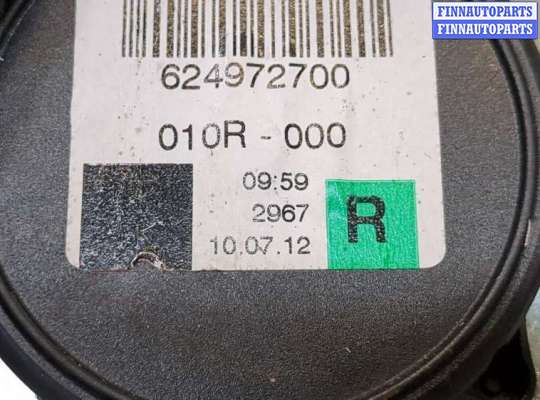 FINNAUTOPARTS
FINNAUTOPARTS
624972700
010R - 000
09:59
2967
10.07.12
R